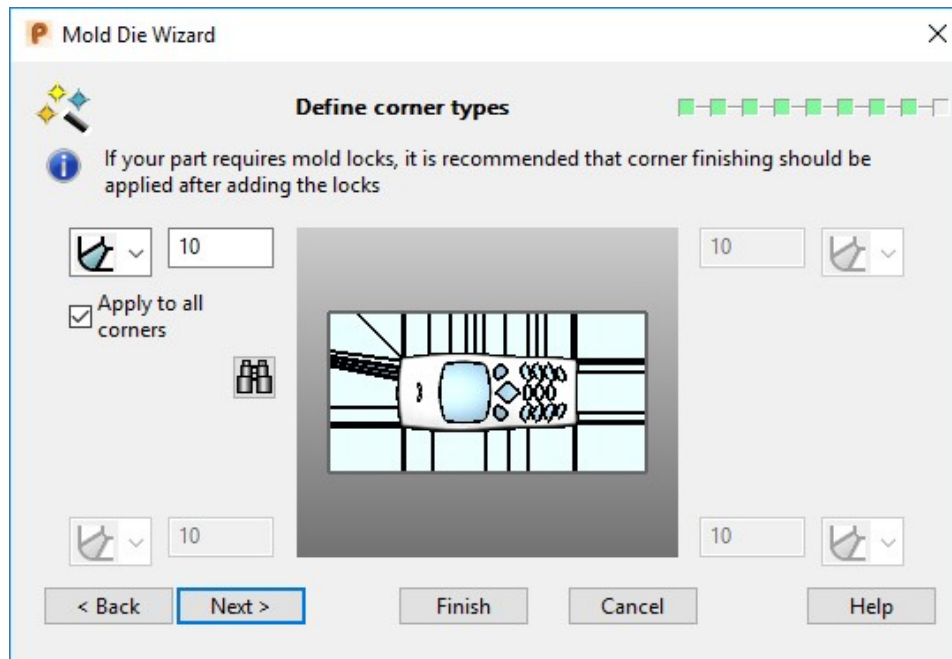 Mold Die Wizard
Define corner types
If your part requires mold locks, it is recommended that corner finishing should be
applied after adding the locks
10
10
Apply to all
corners
10
10
< Back
Next >
Finish
Cancel
Help